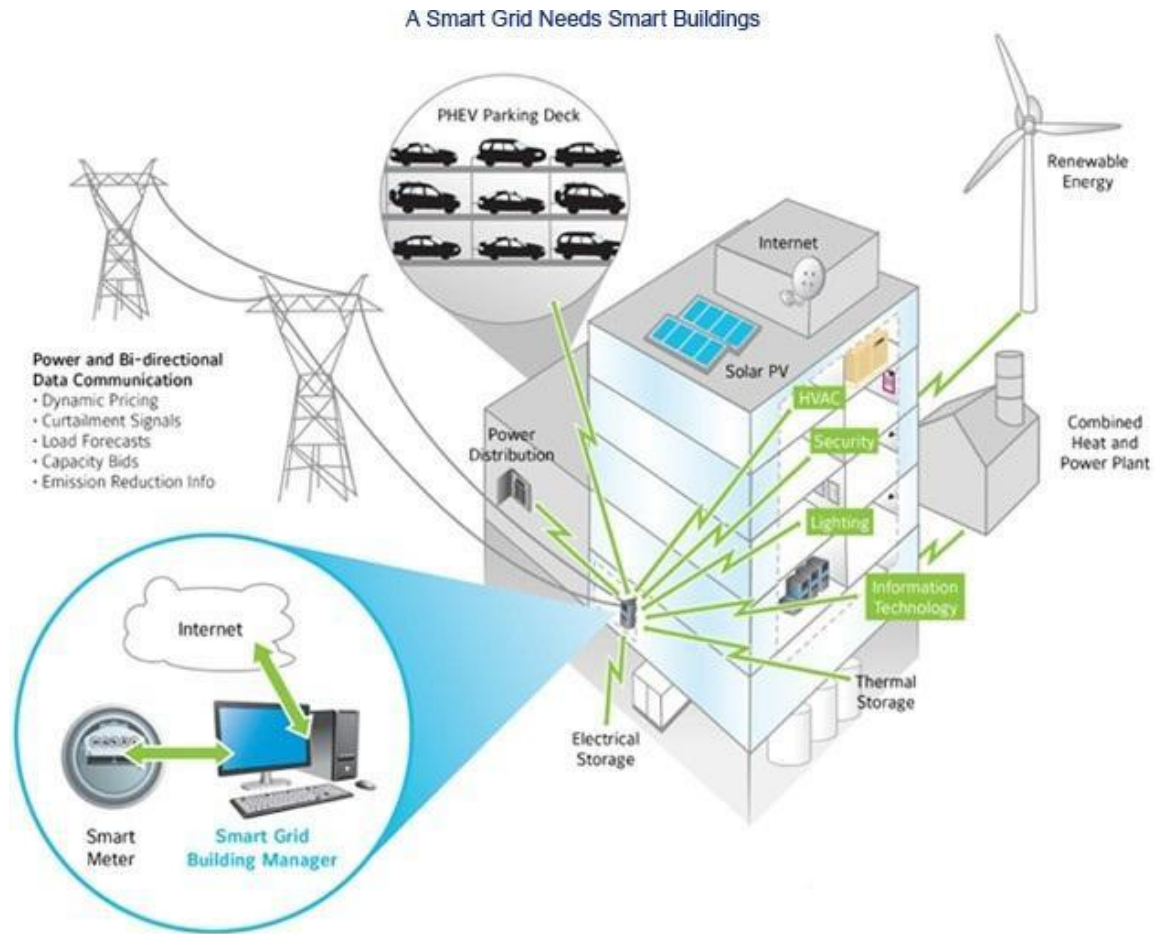 A Smart Grid Needs Smart Buildings
PHEV Parking Deck
Renewable
Energy
Internet
Power and Bi-directional
Data Communication
• Dynamic Pricing
• Curtailment Signals
• Load Forecasts
• Capacity Bids
• Emission Reduction Info
Solar PV
HVAC
Power
Distribution
Security
Combined
Heat and
Power Plant
Lighting
Information
Technology
Internet
Thermal
Storage
Electrical
Storage
Smart
Meter
Smart Grid
Building Manager